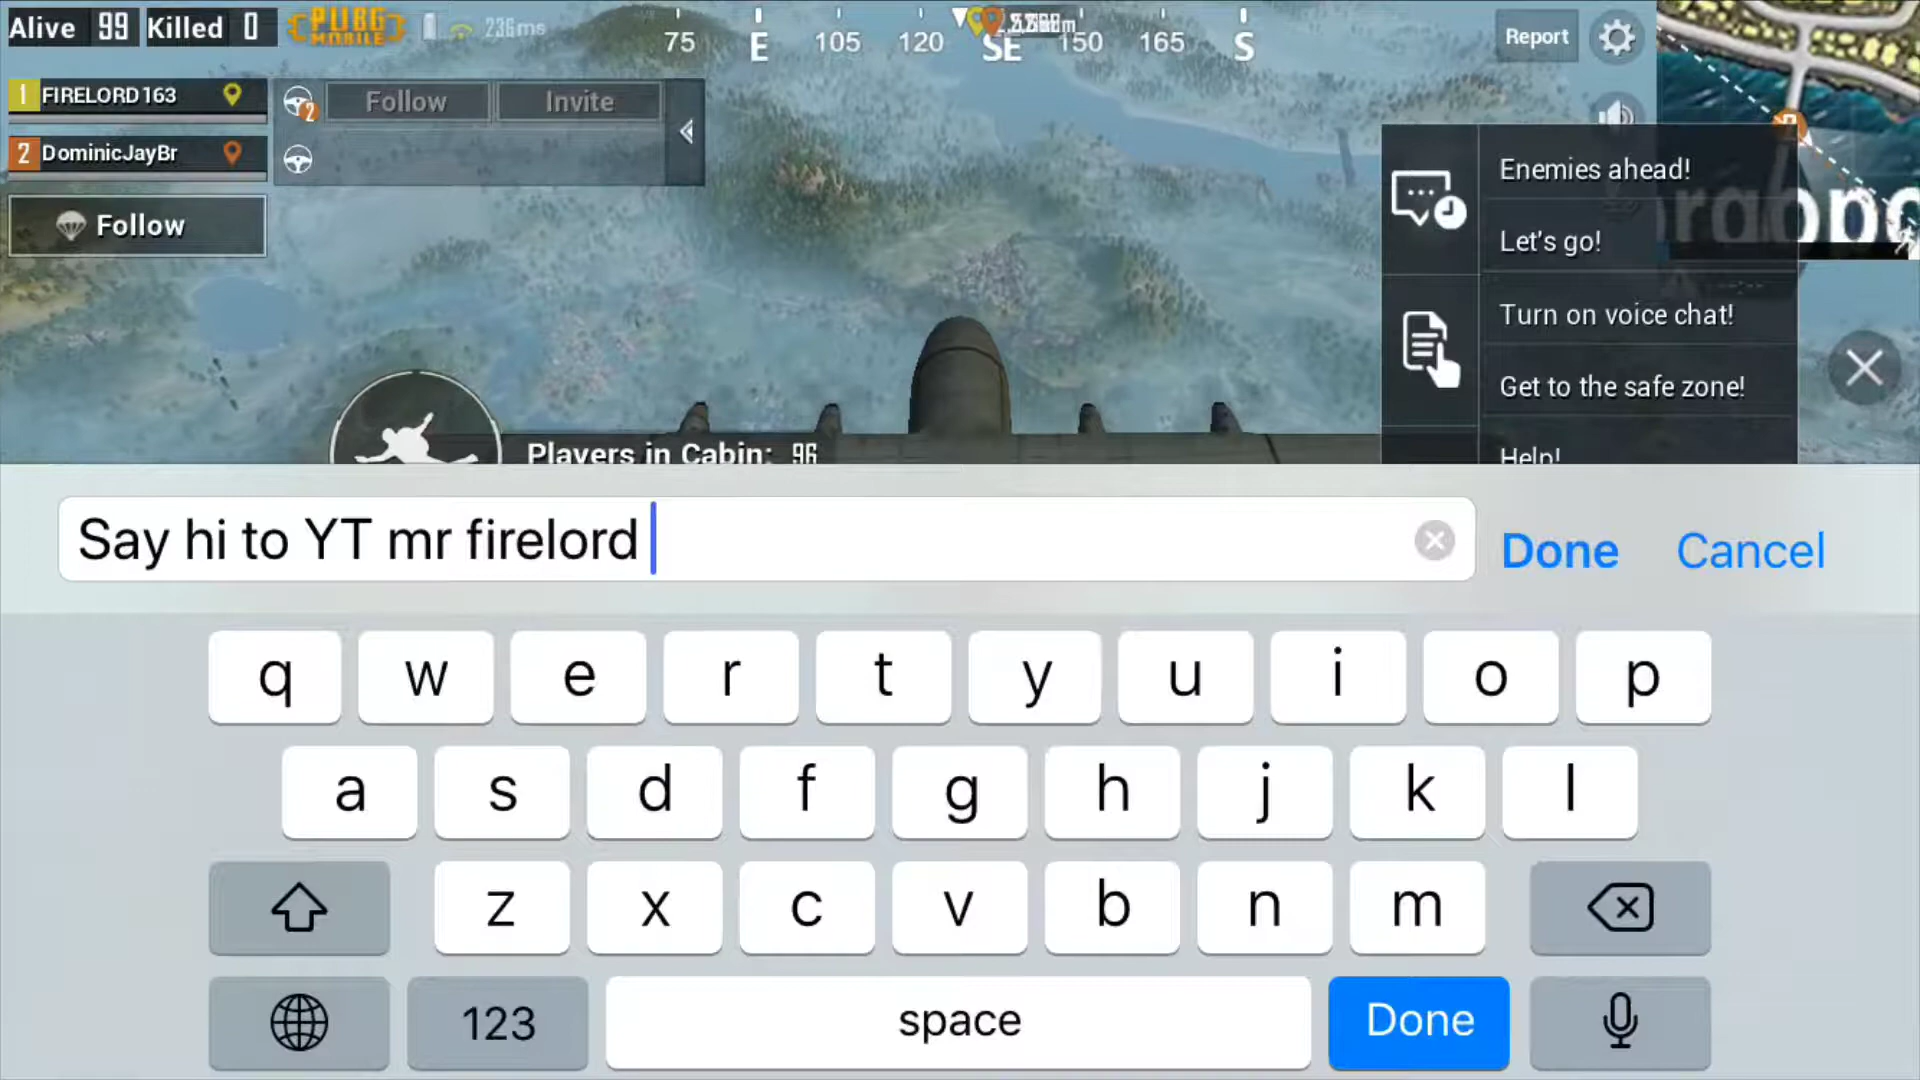 Alive 99 Killed 0 PUBG MOBILE 236ms
75 E 105 120 SE 150 165 S
Report
1 FIRELORD163
2 Follow Invite
2 DominicJayBr
Follow
Enemies ahead!
Let's go!
Turn on voice chat!
Get to the safe zone!
Help!
Players in Cabin: 96
Say hi to YT mr firelord
Done Cancel
q w e r t y u i o p
a s d f g h j k l
z x c v b n m
123 space Done